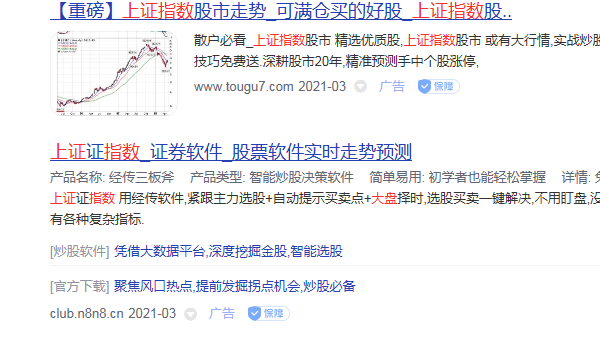 【重磅】上证指数股市走势_可满仓买的好股_上证指数股..
散户必看_上证指数股市 精选优质股,上证指数股市 或有大行情,实战炒股
技巧免费送.深耕股市20年,精准预测手中个股涨停,
www.tougu7.com 2021-03 广告 保障
上证证指数_证券软件_股票软件实时走势预测
产品名称: 经传三板斧 产品类型: 智能炒股决策软件 简单易用: 初学者也能轻松掌握 详情:
上证证指数 用经传软件,紧跟主力选股+自动提示买卖点+大盘择时,选股买卖一键解决,不用盯盘,没
有各种复杂指标.
[炒股软件] 凭借大数据平台,深度挖掘金股,智能选股
[官方下载] 聚焦风口热点,提前发掘拐点机会,炒股必备
club.n8n8.cn 2021-03 广告 保障